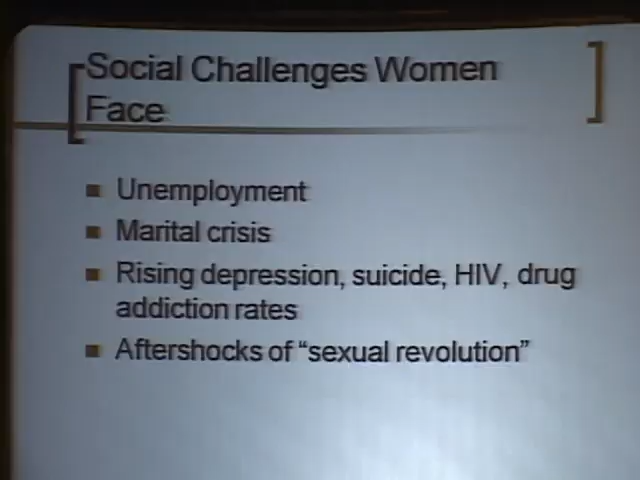 Social Challenges Women
Face
Unemployment
Marital crisis
Rising depression, suicide, HIV, drug
addiction rates
Aftershocks of “sexual revolution”